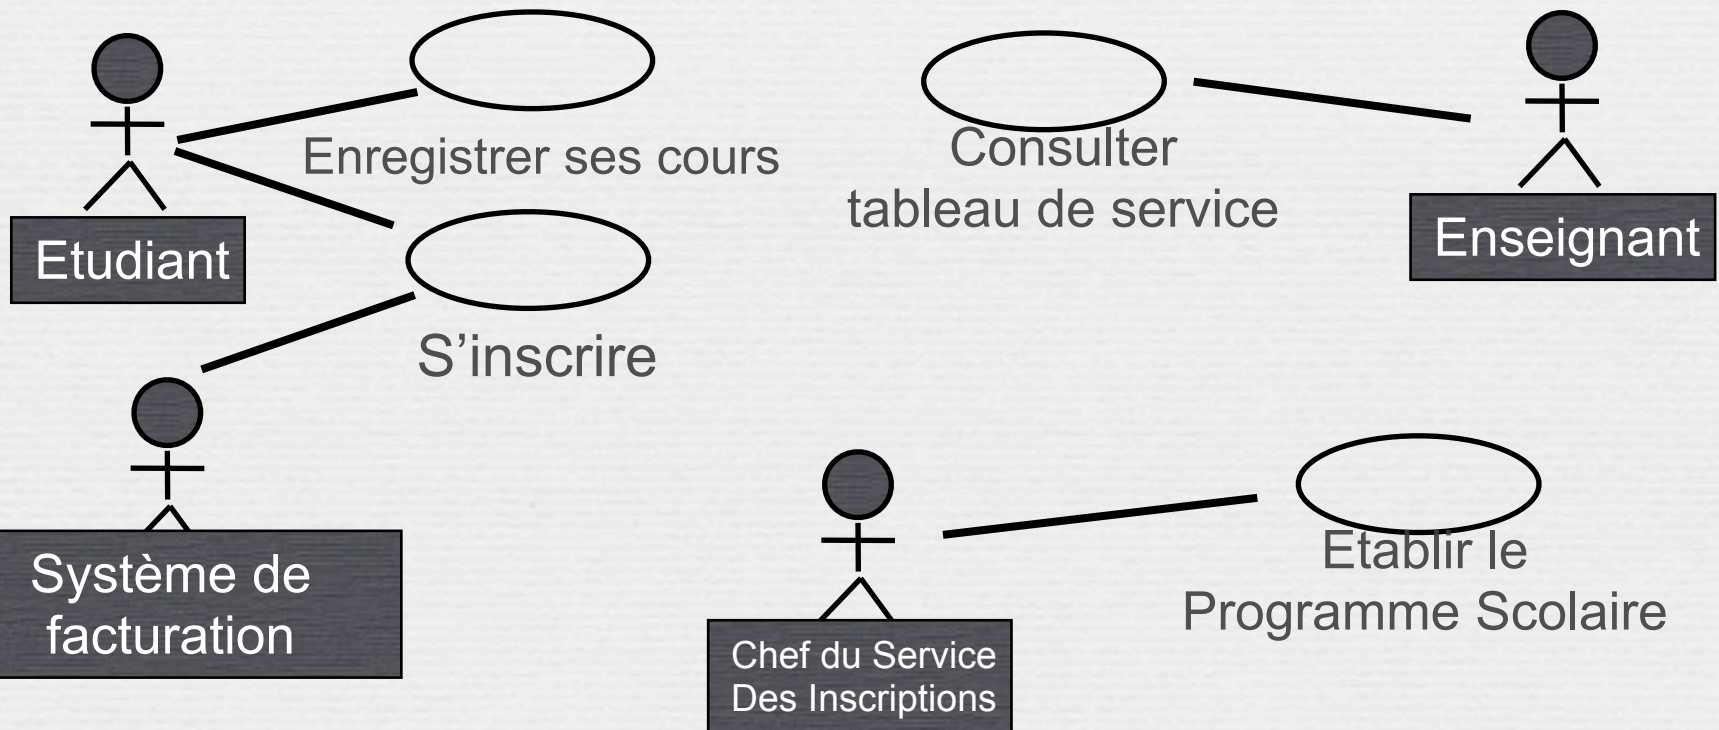 Enregistrer ses cours
Consulter
tableau de service
Etudiant
Enseignant
S’inscrire
Système de
facturation
Etablir le
Programme Scolaire
Chef du Service
Des Inscriptions